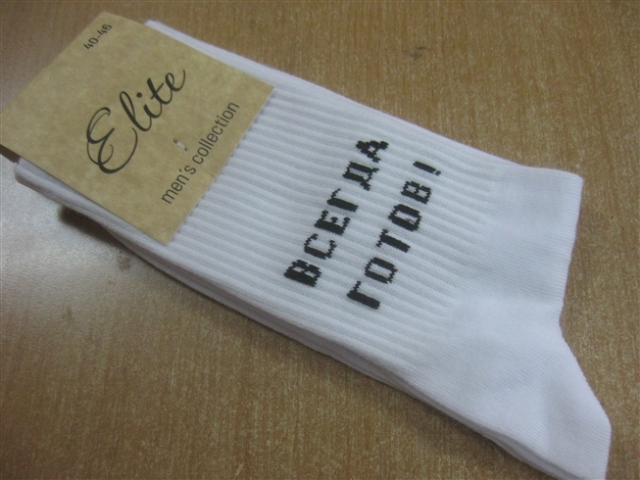 40-46
Elite
men's collection
ВСЕГДА
ГОТОВ!